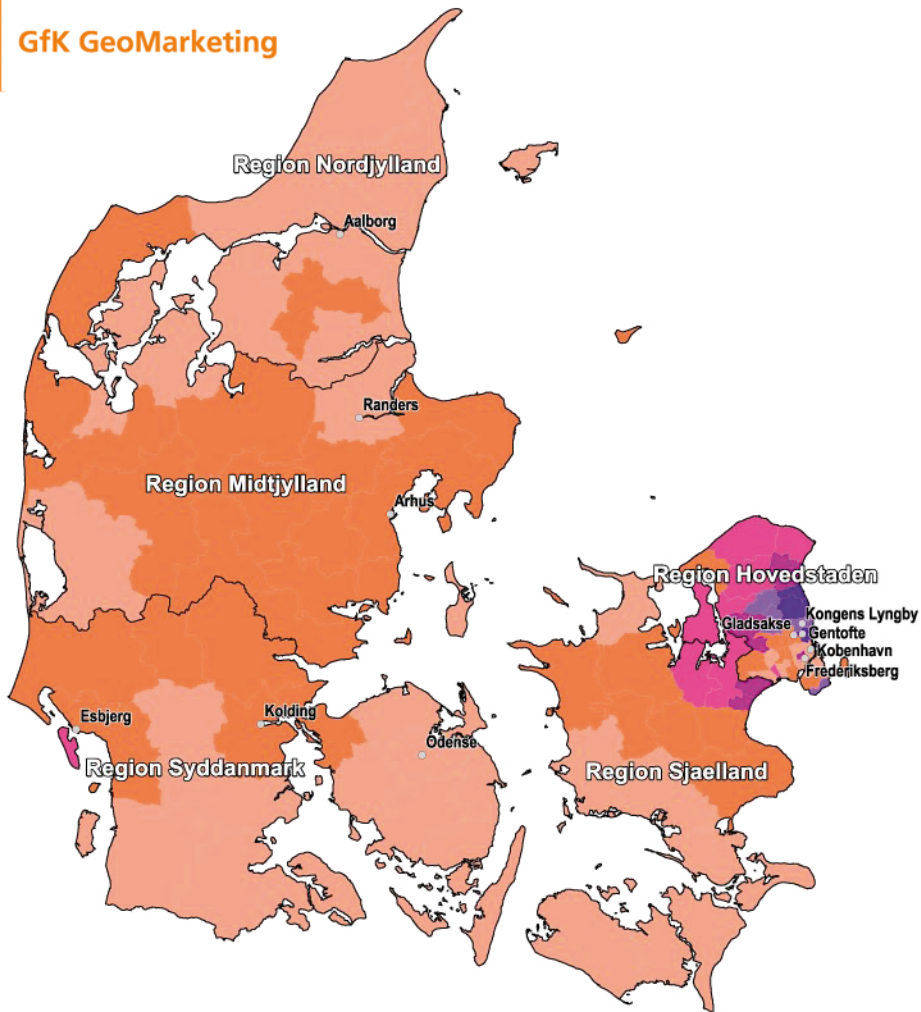 GfK GeoMarketing
Region Nordjylland
Aalborg
Randers
Region Midtjylland
Arhus
Region Hovedstaden
Kongens Lyngby
Gladsakse
Gentofte
Kobenhavn
Frederiksberg
Esbjerg
Kolding
Odense
Region Syddanmark
Region Sjaelland